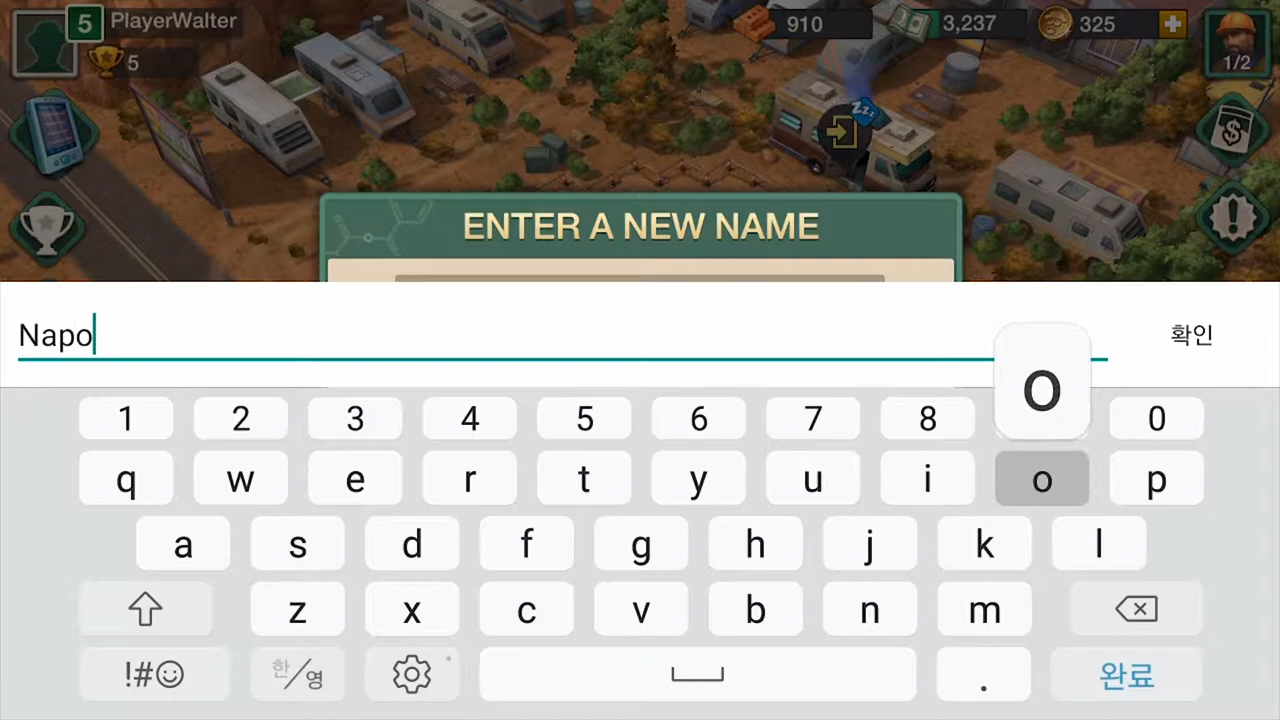 5 PlayerWalter
5
910
3,237
325
1/2
zzz
$
ENTER A NEW NAME
Napo
확인
o
1 2 3 4 5 6 7 8 0
q w e r t y u i o p
a s d f g h j k l
z x c v b n m
!#☺ 한/영 . 완료